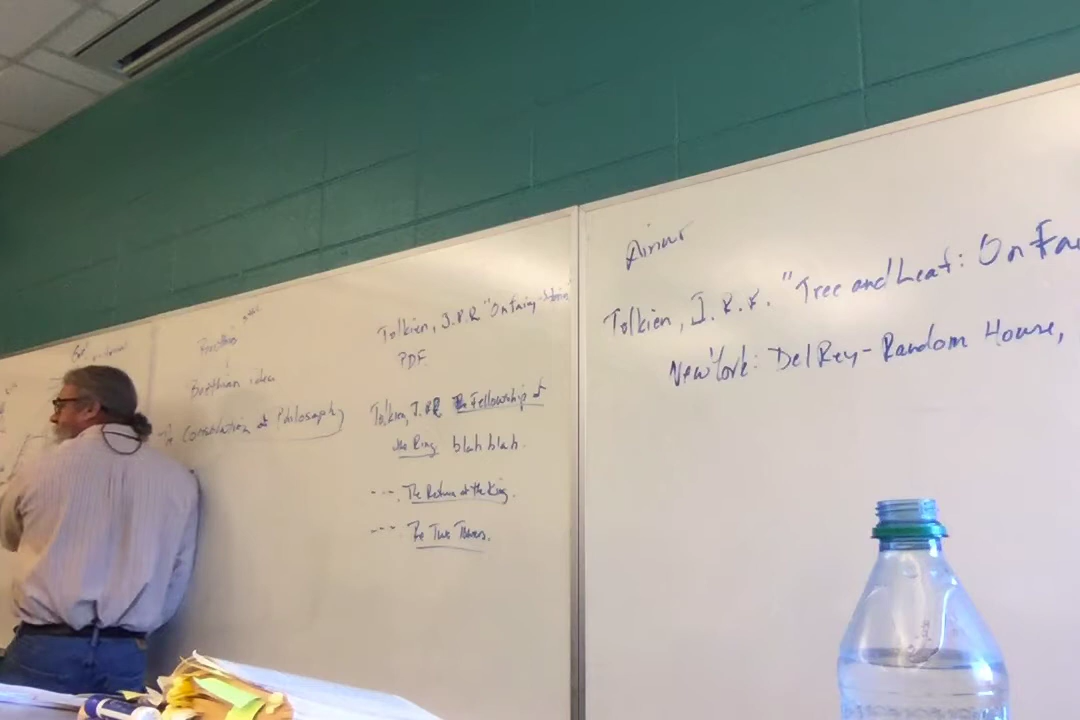 Boethius
Boethian idea
Consolation of Philosophy
Tolkien, J.R.R "On Fairy-Stories"
PDF.
Tolkien, J.RR The Fellowship of
the Ring blah blah.
---. The Return of the King.
---. The Two Towers.
Tolkien, J.R.R. "Tree and Leaf: On Fai
New York: Del Rey-Random House,